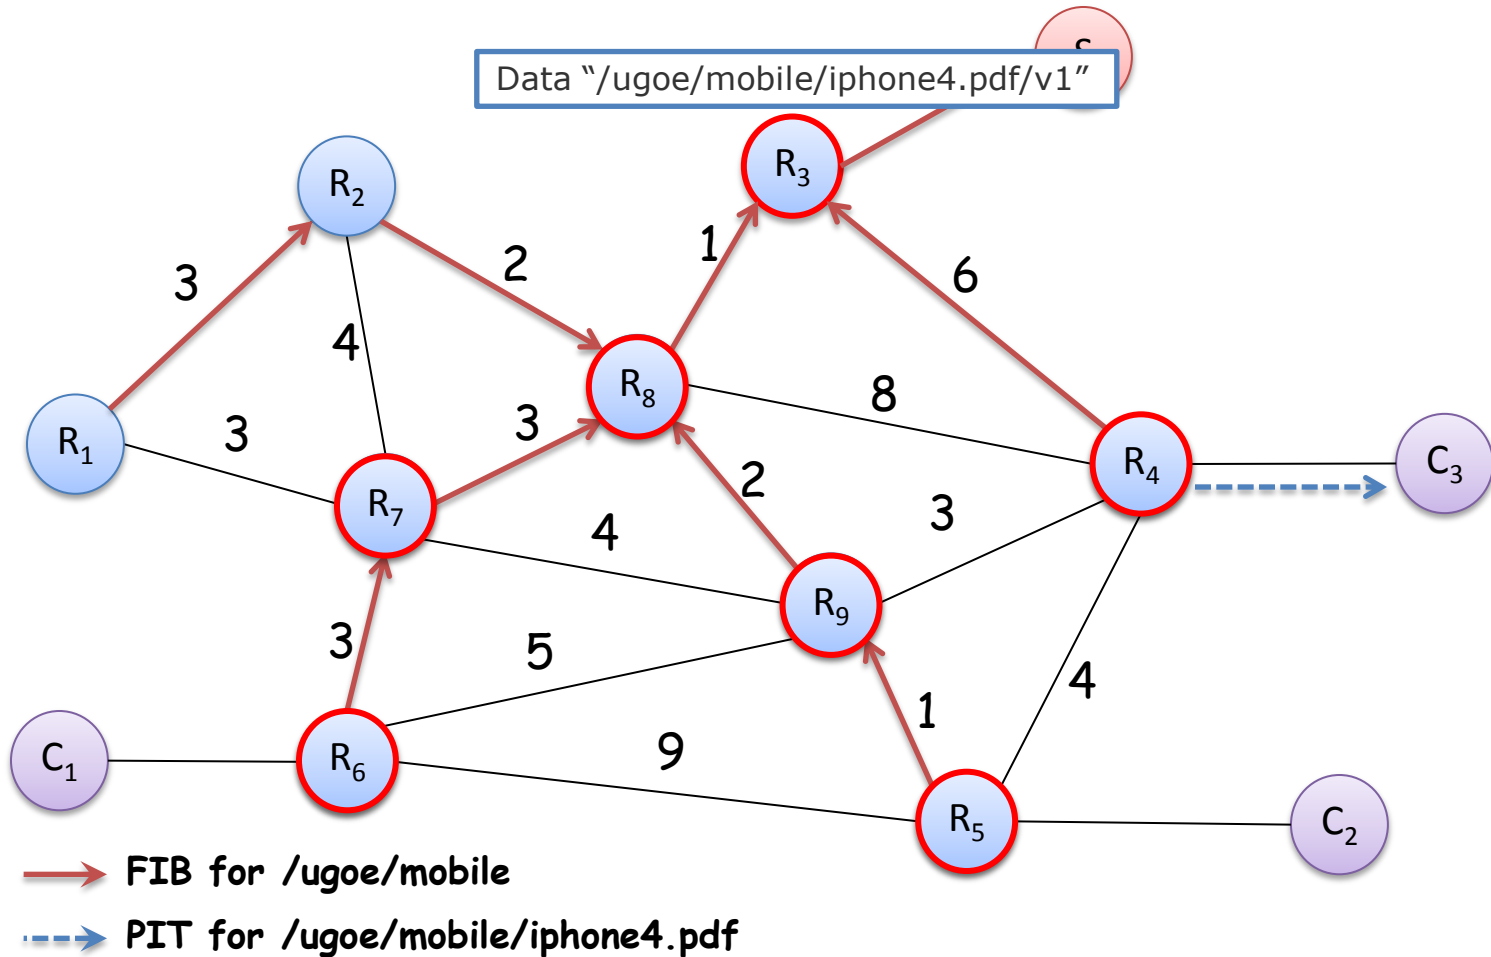 S
Data “/ugoe/mobile/iphone4.pdf/v1”
R3
R2
1
6
3
2
4
R8
8
3
3
R1
R4
C3
2
R7
3
4
R9
3
5
4
1
9
C1
R6
R5
C2
FIB for /ugoe/mobile
PIT for /ugoe/mobile/iphone4.pdf